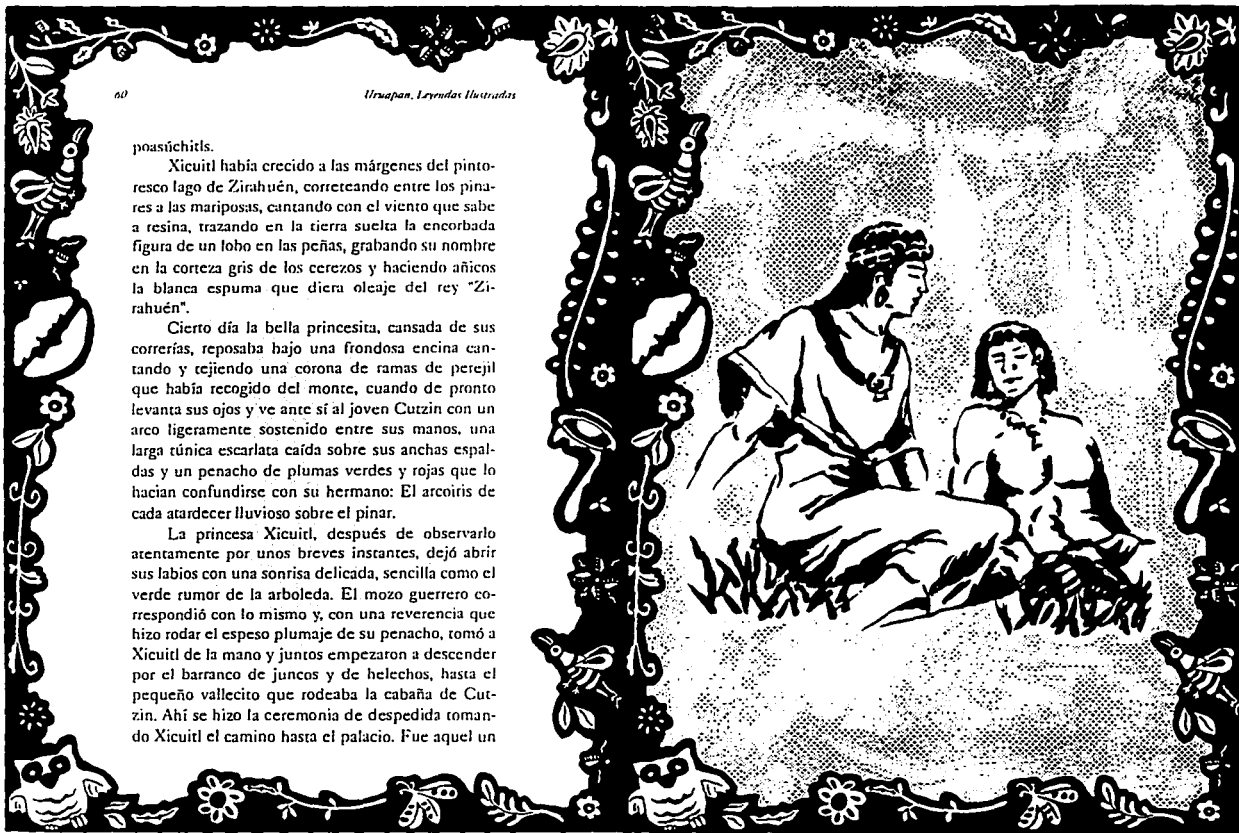 60
Uruapan, Leyendas Ilustradas
poasúchitls.
Xicuitl había crecido a las márgenes del pinto-
resco lago de Zirahuén, correteando entre los pina-
res a las mariposas, cantando con el viento que sabe
a resina, trazando en la tierra suelta la encorbada
figura de un lobo en las peñas, grabando su nombre
en la corteza gris de los cerezos y haciendo añicos
la blanca espuma que diera oleaje del rey "Zi-
rahuén".
Cierto día la bella princesita, cansada de sus
correrías, reposaba bajo una frondosa encina can-
tando y tejiendo una corona de ramas de perejil
que había recogido del monte, cuando de pronto
levanta sus ojos y ve ante sí al joven Cutzin con un
arco ligeramente sostenido entre sus manos, una
larga túnica escarlata caída sobre sus anchas espal-
das y un penacho de plumas verdes y rojas que lo
hacían confundirse con su hermano: El arcoiris de
cada atardecer lluvioso sobre el pinar.
La princesa Xicuitl, después de observarlo
atentamente por unos breves instantes, dejó abrir
sus labios con una sonrisa delicada, sencilla como el
verde rumor de la arboleda. El mozo guerrero co-
rrespondió con lo mismo y, con una reverencia que
hizo rodar el espeso plumaje de su penacho, tomó a
Xicuitl de la mano y juntos empezaron a descender
por el barranco de juncos y de helechos, hasta el
pequeño vallecito que rodeaba la cabaña de Cut-
zin. Ahí se hizo la ceremonia de despedida toman-
do Xicuitl el camino hasta el palacio. Fue aquel un